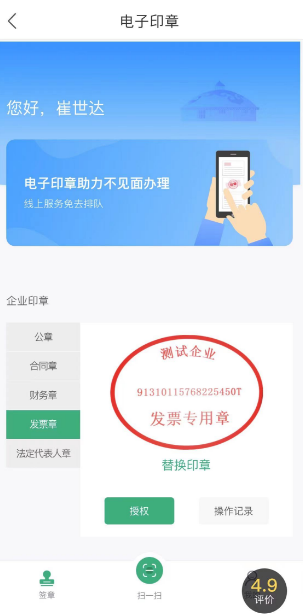 电子印章
您好，崔世达
电子印章助力不见面办理
线上服务免去排队
企业印章
公章
合同章
财务章
发票章
法定代表人章
测试企业
91310115768225450T
发票专用章
替换印章
授权
操作记录
签章
扫一扫
4.9
评价